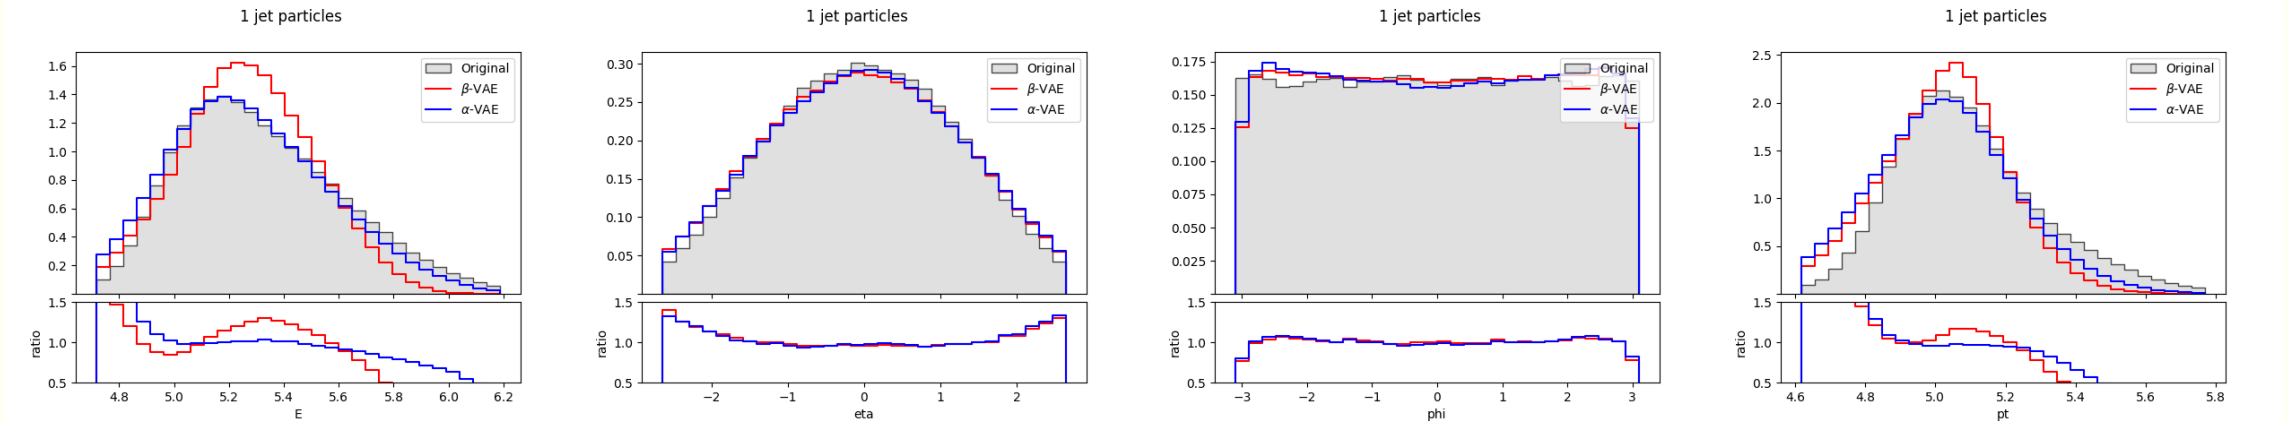 1 jet particles
1.6
1.4
1.2
1.0
0.8
0.6
0.4
0.2
Original
β-VAE
α-VAE
1.5
1.0
0.5
ratio
4.8 5.0 5.2 5.4 5.6 5.8 6.0 6.2
E
1 jet particles
0.30
0.25
0.20
0.15
0.10
0.05
Original
β-VAE
α-VAE
1.5
1.0
0.5
ratio
−2 −1 0 1 2
eta
1 jet particles
0.175
0.150
0.125
0.100
0.075
0.050
0.025
Original
β-VAE
α-VAE
1.5
1.0
0.5
ratio
−3 −2 −1 0 1 2 3
phi
1 jet particles
2.5
2.0
1.5
1.0
0.5
Original
β-VAE
α-VAE
1.5
1.0
0.5
ratio
4.6 4.8 5.0 5.2 5.4 5.6 5.8
pt